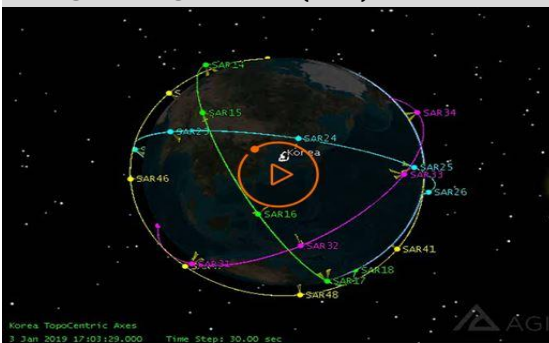 SAR14
SAR34
SAR15
SAR23
SAR24
Korea
SAR25
SAR33
SAR46
SAR26
SAR16
SAR32
SAR41
SAR31
SAR18
SAR17
SAR48
Korea TopoCentric Axes
3 Jan 2019 17:03:29.000 Time Step: 30.00 sec